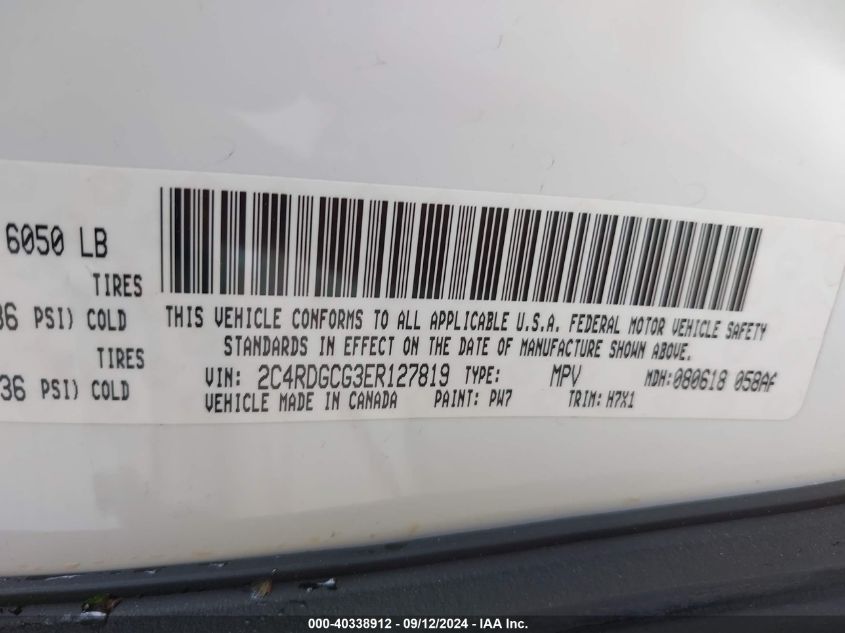 6050 LB
TIRES
36 PSI) COLD
TIRES
36 PSI) COLD
THIS VEHICLE CONFORMS TO ALL APPLICABLE U.S.A. FEDERAL MOTOR VEHICLE SAFETY
STANDARDS IN EFFECT ON THE DATE OF MANUFACTURE SHOWN ABOVE.
VIN: 2C4RDGCG3ER127819 TYPE: MPV MDH:080618 058AF
VEHICLE MADE IN CANADA PAINT: PW7 TRIM: H7X1
000-40338912 - 09/12/2024 - IAA Inc.